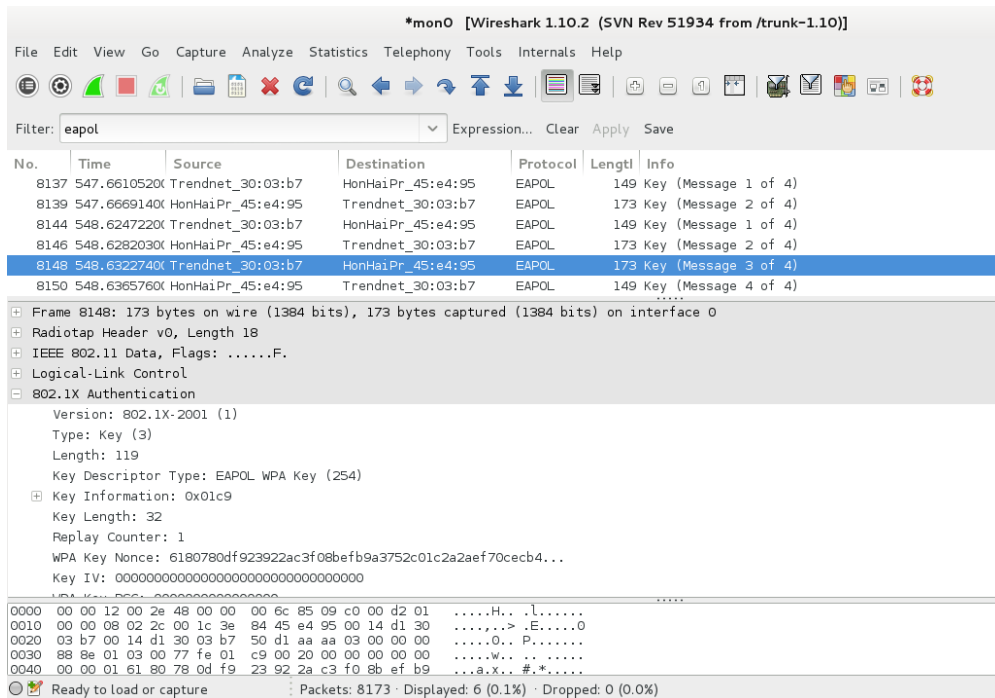 *mon0 [Wireshark 1.10.2 (SVN Rev 51934 from /trunk-1.10)]
File Edit View Go Capture Analyze Statistics Telephony Tools Internals Help
Filter: eapol Expression... Clear Apply Save
No. Time Source Destination Protocol Lengtl Info
8137 547.66105200 Trendnet_30:03:b7 HonHaiPr_45:e4:95 EAPOL 149 Key (Message 1 of 4)
8139 547.66691400 HonHaiPr_45:e4:95 Trendnet_30:03:b7 EAPOL 173 Key (Message 2 of 4)
8144 548.62472200 Trendnet_30:03:b7 HonHaiPr_45:e4:95 EAPOL 149 Key (Message 1 of 4)
8146 548.62820300 HonHaiPr_45:e4:95 Trendnet_30:03:b7 EAPOL 173 Key (Message 2 of 4)
8148 548.63227400 Trendnet_30:03:b7 HonHaiPr_45:e4:95 EAPOL 173 Key (Message 3 of 4)
8150 548.63657600 HonHaiPr_45:e4:95 Trendnet_30:03:b7 EAPOL 149 Key (Message 4 of 4)
Frame 8148: 173 bytes on wire (1384 bits), 173 bytes captured (1384 bits) on interface 0
Radiotap Header v0, Length 18
IEEE 802.11 Data, Flags: ......F.
Logical-Link Control
802.1X Authentication
Version: 802.1X-2001 (1)
Type: Key (3)
Length: 119
Key Descriptor Type: EAPOL WPA Key (254)
Key Information: 0x01c9
Key Length: 32
Replay Counter: 1
WPA Key Nonce: 6180780df923922ac3f08befb9a3752c01c2a2aef70cecb4...
Key IV: 00000000000000000000000000000000
WPA Key RSC: 0000000000000000
0000 00 00 12 00 2e 48 00 00 00 6c 85 09 c0 00 d2 01 .....H.. .l......
0010 00 00 08 02 2c 00 1c 3e 84 45 e4 95 00 14 d1 30 ....,..> .E.....0
0020 03 b7 00 14 d1 30 03 b7 50 d1 aa aa 03 00 00 00 .....0.. P.......
0030 88 8e 01 03 00 77 fe 01 c9 00 20 00 00 00 00 00 .....w.. .. .....
0040 00 00 01 61 80 78 0d f9 23 92 2a c3 f0 8b ef b9 ...a.x.. #.*.....
Ready to load or capture Packets: 8173 · Displayed: 6 (0.1%) · Dropped: 0 (0.0%)